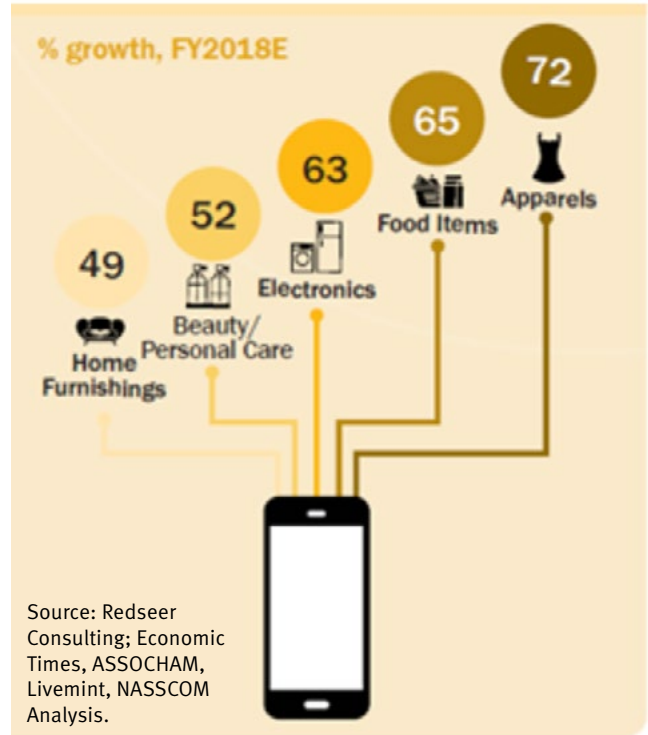 % growth, FY2018E
72
Apparels
65
Food Items
63
Electronics
52
Beauty/
Personal Care
49
Home
Furnishings
Source: Redseer
Consulting; Economic
Times, ASSOCHAM,
Livemint, NASSCOM
Analysis.